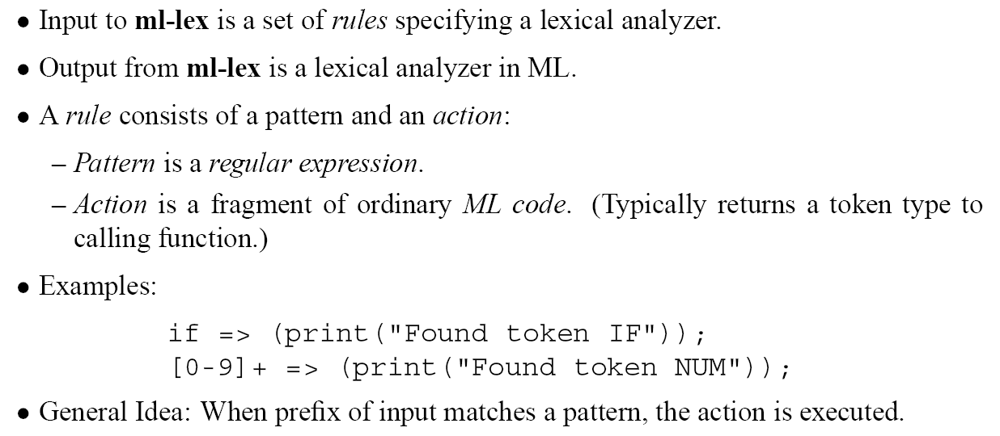 • Input to ml-lex is a set of rules specifying a lexical analyzer.
• Output from ml-lex is a lexical analyzer in ML.
• A rule consists of a pattern and an action:
– Pattern is a regular expression.
– Action is a fragment of ordinary ML code. (Typically returns a token type to
calling function.)
• Examples:
if => (print("Found token IF"));
[0-9]+ => (print("Found token NUM"));
• General Idea: When prefix of input matches a pattern, the action is executed.